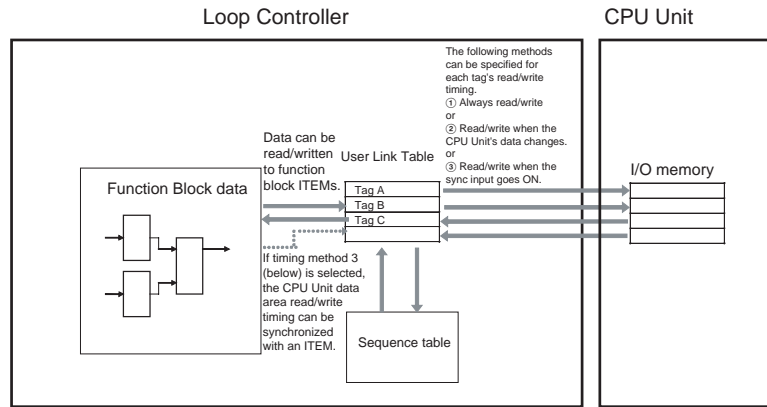 Loop Controller
CPU Unit
The following methods
can be specified for
each tag's read/write
timing.
① Always read/write
or
② Read/write when the
CPU Unit's data changes.
or
③ Read/write when the
sync input goes ON.
Data can be
read/written
to function
block ITEMs.
User Link Table
I/O memory
Function Block data
Tag A
Tag B
Tag C
If timing method 3
(below) is selected,
the CPU Unit data
area read/write
timing can be
synchronized
with an ITEM.
Sequence table